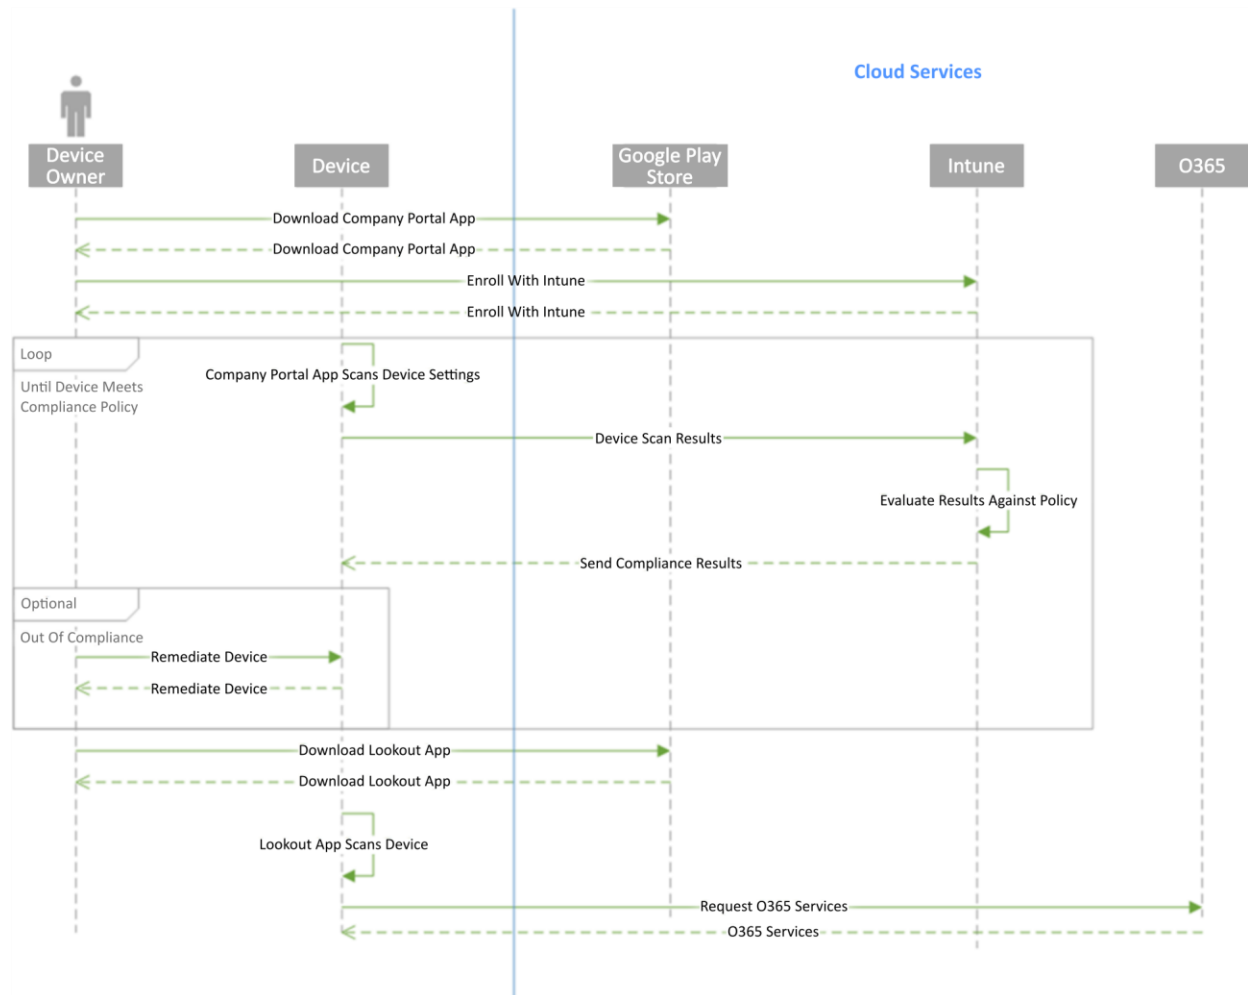 Cloud Services
Device
Owner
Device
Google Play
Store
Intune
O365
Download Company Portal App
Download Company Portal App
Enroll With Intune
Enroll With Intune
Loop
Until Device Meets
Compliance Policy
Company Portal App Scans Device Settings
Device Scan Results
Evaluate Results Against Policy
Send Compliance Results
Optional
Out Of Compliance
Remediate Device
Remediate Device
Download Lookout App
Download Lookout App
Lookout App Scans Device
Request O365 Services
O365 Services